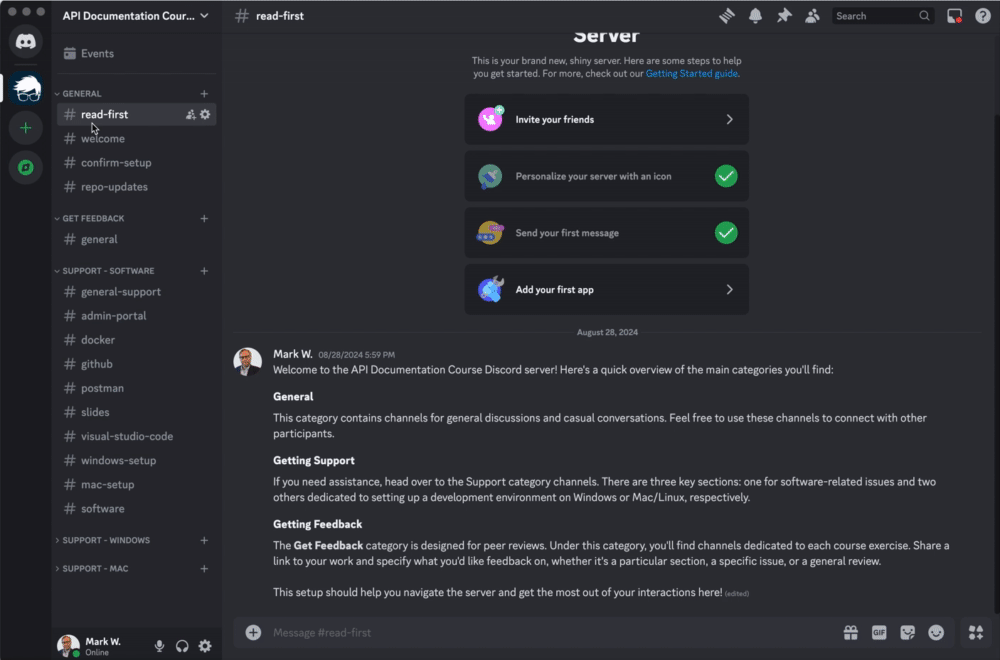 API Documentation Cour...
# read-first
Search
Events
GENERAL
# read-first
# welcome
# confirm-setup
# repo-updates
GET FEEDBACK
# general
SUPPORT - SOFTWARE
# general-support
# admin-portal
# docker
# github
# postman
# slides
# visual-studio-code
# windows-setup
# mac-setup
# software
SUPPORT - WINDOWS
SUPPORT - MAC
Mark W.
Online
Server
This is your brand new, shiny server. Here are some steps to help
you get started. For more, check out our Getting Started guide.
Invite your friends
Personalize your server with an icon
Send your first message
Add your first app
August 28, 2024
Mark W. 08/28/2024 5:59 PM
Welcome to the API Documentation Course Discord server! Here's a quick overview of the main categories you'll find:
General
This category contains channels for general discussions and casual conversations. Feel free to use these channels to connect with other
participants.
Getting Support
If you need assistance, head over to the Support category channels. There are three key sections: one for software-related issues and two
others dedicated to setting up a development environment on Windows or Mac/Linux, respectively.
Getting Feedback
The Get Feedback category is designed for peer reviews. Under this category, you'll find channels dedicated to each course exercise. Share a
link to your work and specify what you'd like feedback on, whether it's a particular section, a specific issue, or a general review.
This setup should help you navigate the server and get the most out of your interactions here! (edited)
Message #read-first
GIF